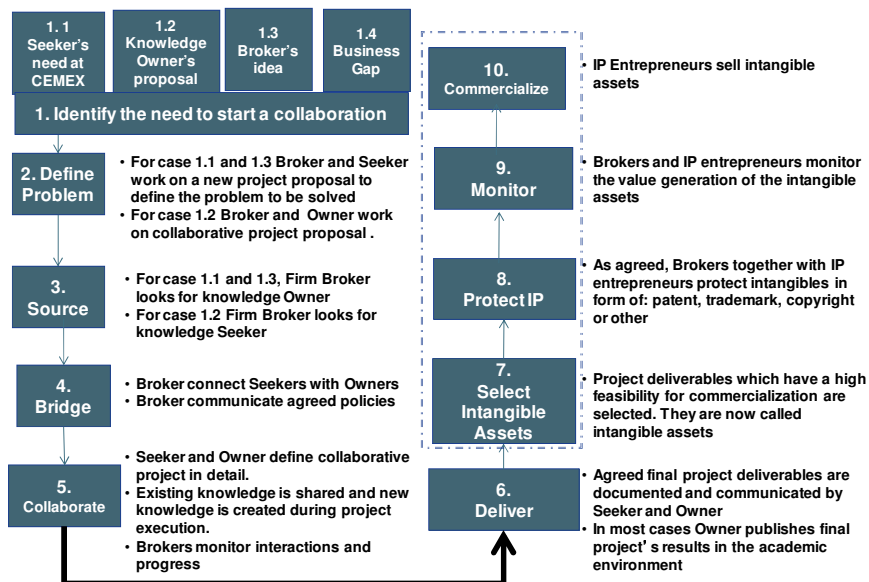 1. 1
Seeker's
need at
CEMEX
1.2
Knowledge
Owner's
proposal
1.3
Broker's
idea
1.4
Business
Gap
1. Identify the need to start a collaboration
2. Define
Problem
• For case 1.1 and 1.3 Broker and Seeker
work on a new project proposal to
define the problem to be solved
• For case 1.2 Broker and Owner work
on collaborative project proposal .
3.
Source
• For case 1.1 and 1.3, Firm Broker
looks for knowledge Owner
• For case 1.2 Firm Broker looks for
knowledge Seeker
4.
Bridge
• Broker connect Seekers with Owners
• Broker communicate agreed policies
5.
Collaborate
• Seeker and Owner define collaborative
project in detail.
• Existing knowledge is shared and new
knowledge is created during project
execution.
• Brokers monitor interactions and
progress
6.
Deliver
• Agreed final project deliverables are
documented and communicated by
Seeker and Owner
• In most cases Owner publishes final
project's results in the academic
environment
7.
Select
Intangible
Assets
• Project deliverables which have a high
feasibility for commercialization are
selected. They are now called
intangible assets
8.
Protect IP
• As agreed, Brokers together with IP
entrepreneurs protect intangibles in
form of: patent, trademark, copyright
or other
9.
Monitor
• Brokers and IP entrepreneurs monitor
the value generation of the intangible
assets
10.
Commercialize
• IP Entrepreneurs sell intangible
assets